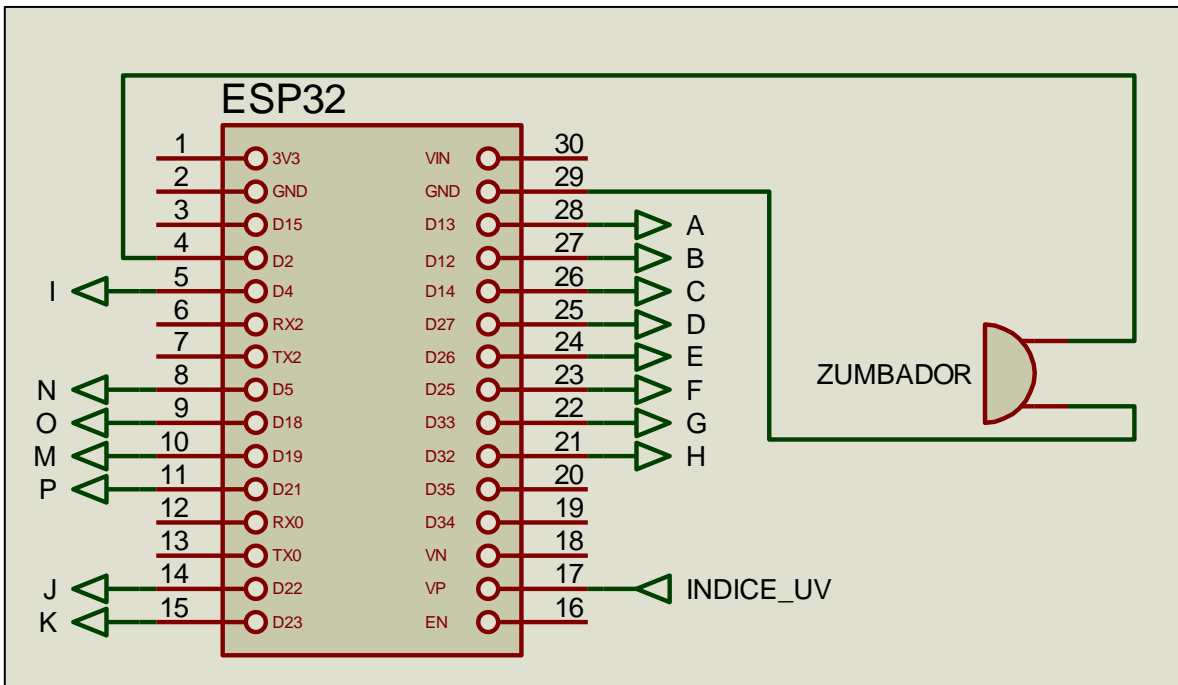 ESP32
1 3V3 VIN 30
2 GND GND 29
3 D15 D13 28 A
4 D2 D12 27 B
I 5 D4 D14 26 C
6 RX2 D27 25 D
7 TX2 D26 24 E
N 8 D5 D25 23 F
O 9 D18 D33 22 G
M 10 D19 D32 21 H
P 11 D21 D35 20
12 RX0 D34 19
13 TX0 VN 18
J 14 D22 VP 17 INDICE_UV
K 15 D23 EN 16
ZUMBADOR